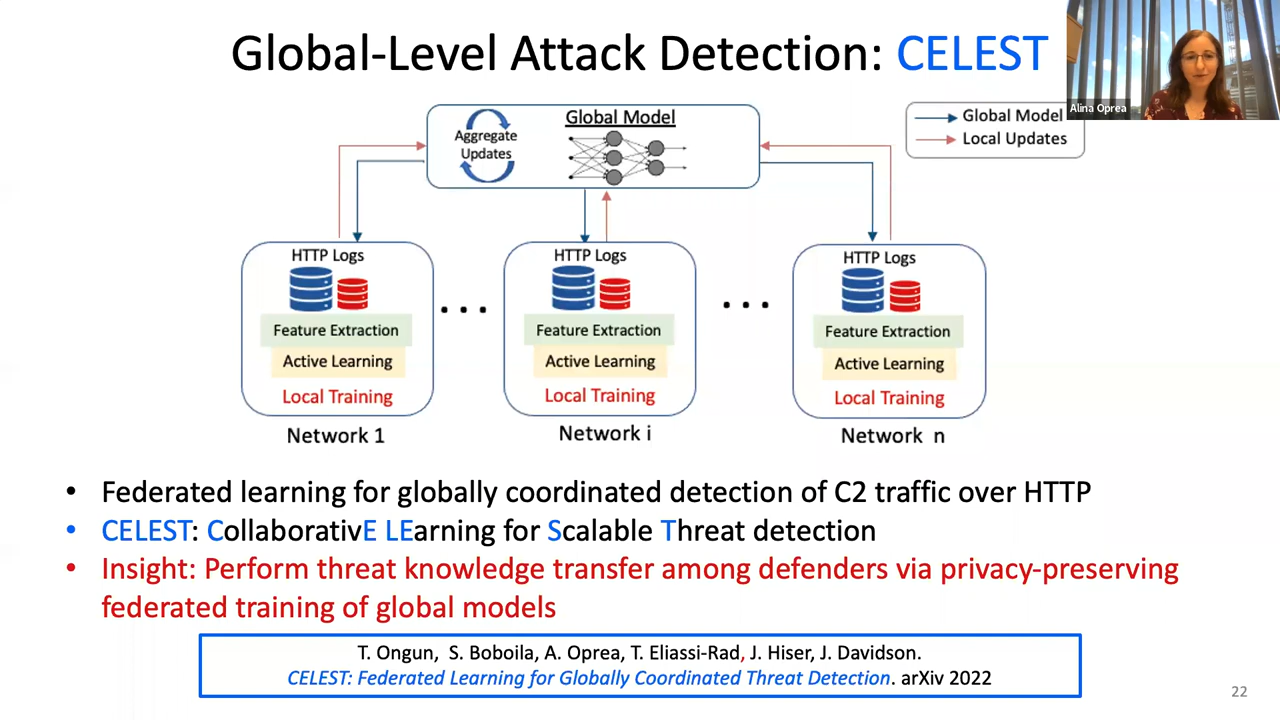 Global-Level Attack Detection: CELEST
Alina Oprea
Aggregate
Updates
Global Model
Global Model
Local Updates
HTTP Logs
Feature Extraction
Active Learning
Local Training
Network 1
. . .
HTTP Logs
Feature Extraction
Active Learning
Local Training
Network i
. . .
HTTP Logs
Feature Extraction
Active Learning
Local Training
Network n
• Federated learning for globally coordinated detection of C2 traffic over HTTP
• CELEST: CollaborativE LEarning for Scalable Threat detection
• Insight: Perform threat knowledge transfer among defenders via privacy-preserving
federated training of global models
T. Ongun, S. Boboila, A. Oprea, T. Eliassi-Rad, J. Hiser, J. Davidson.
CELEST: Federated Learning for Globally Coordinated Threat Detection. arXiv 2022
22